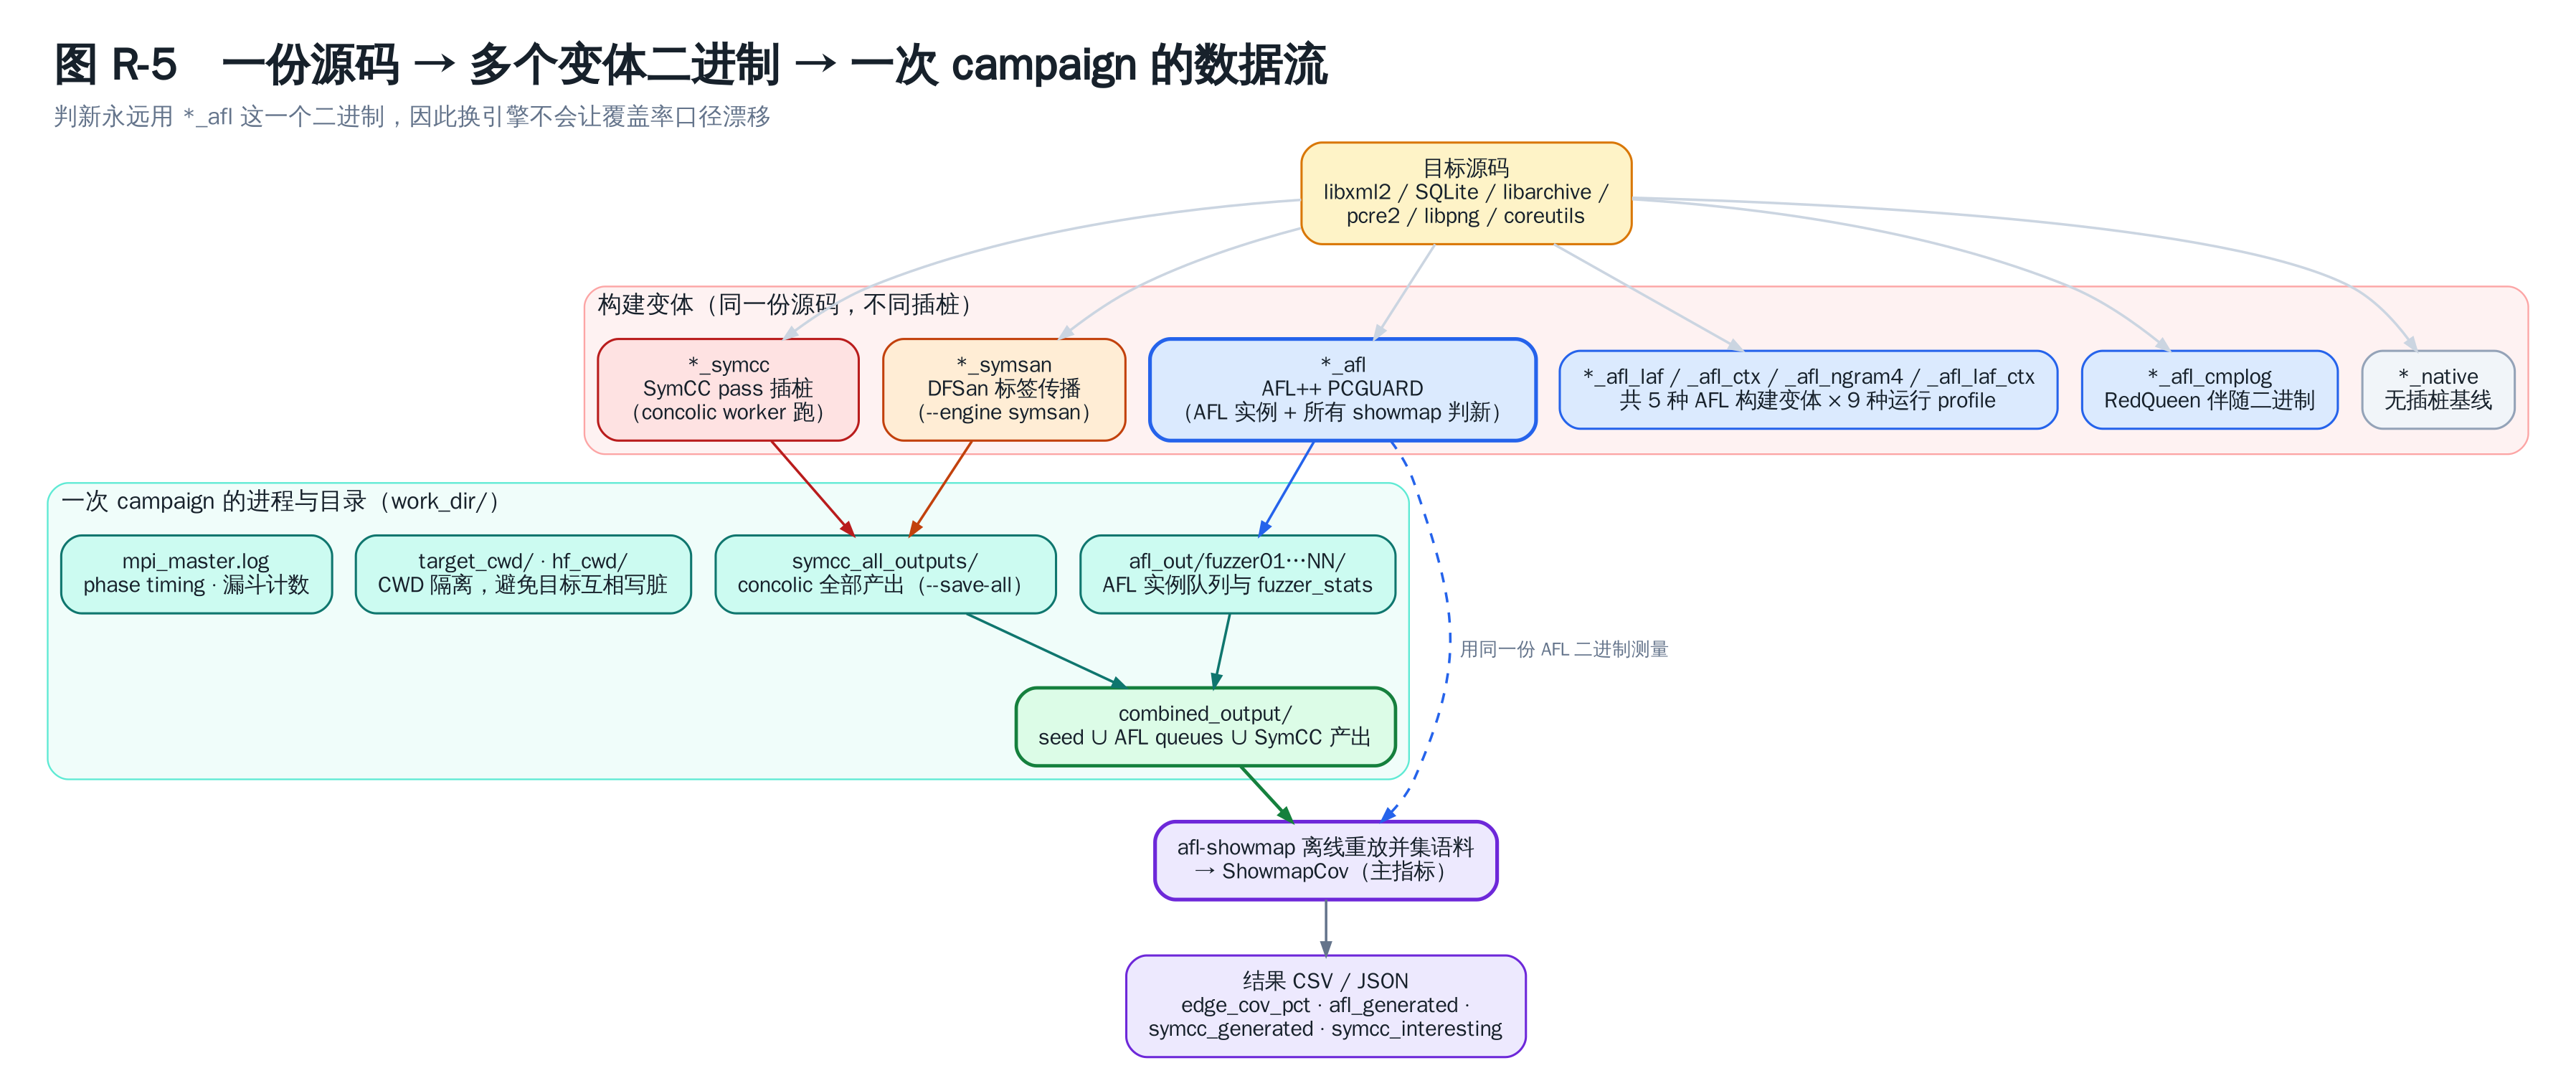 图 R-5　一份源码 → 多个变体二进制 → 一次 campaign 的数据流
判新永远用 *_afl 这一个二进制，因此换引擎不会让覆盖率口径漂移
目标源码
libxml2 / SQLite / libarchive /
pcre2 / libpng / coreutils
构建变体（同一份源码，不同插桩）
*_symcc
SymCC pass 插桩
（concolic worker 跑）
*_symsan
DFSan 标签传播
（--engine symsan）
*_afl
AFL++ PCGUARD
（AFL 实例 + 所有 showmap 判新）
*_afl_laf / _afl_ctx / _afl_ngram4 / _afl_laf_ctx
共 5 种 AFL 构建变体 × 9 种运行 profile
*_afl_cmplog
RedQueen 伴随二进制
*_native
无插桩基线
一次 campaign 的进程与目录（work_dir/）
mpi_master.log
phase timing · 漏斗计数
target_cwd/ · hf_cwd/
CWD 隔离，避免目标互相写脏
symcc_all_outputs/
concolic 全部产出（--save-all）
afl_out/fuzzer01…NN/
AFL 实例队列与 fuzzer_stats
用同一份 AFL 二进制测量
combined_output/
seed ∪ AFL queues ∪ SymCC 产出
afl-showmap 离线重放并集语料
→ ShowmapCov（主指标）
结果 CSV / JSON
edge_cov_pct · afl_generated ·
symcc_generated · symcc_interesting